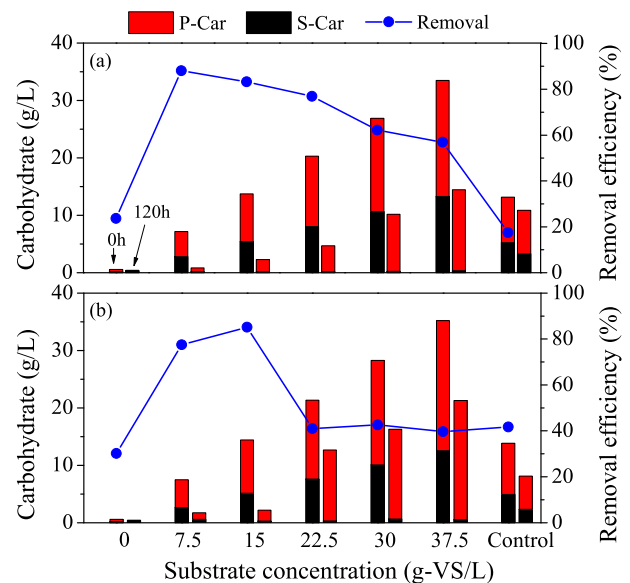 P-Car S-Car Removal
(a)
40
30
20
10
0
100
80
60
40
20
0
Carbohydrate (g/L)
Removal efficiency (%)
0h
120h
(b)
40
30
20
10
0
100
80
60
40
20
0
Carbohydrate (g/L)
Removal efficiency (%)
0 7.5 15 22.5 30 37.5 Control
Substrate concentration (g-VS/L)